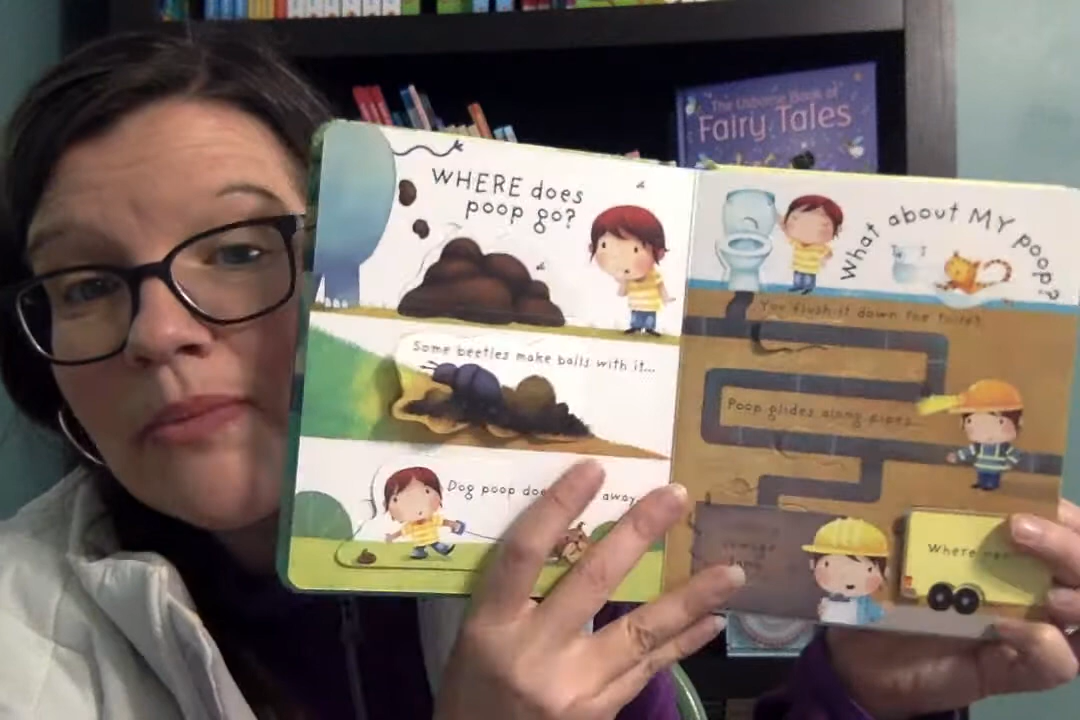 The Usborne Book of
Fairy Tales
WHERE does
poop go?
Some beetles make balls with it...
Dog poop away
What about MY poop?
You flush it down the toilet.
Poop glides along pipes...
Where